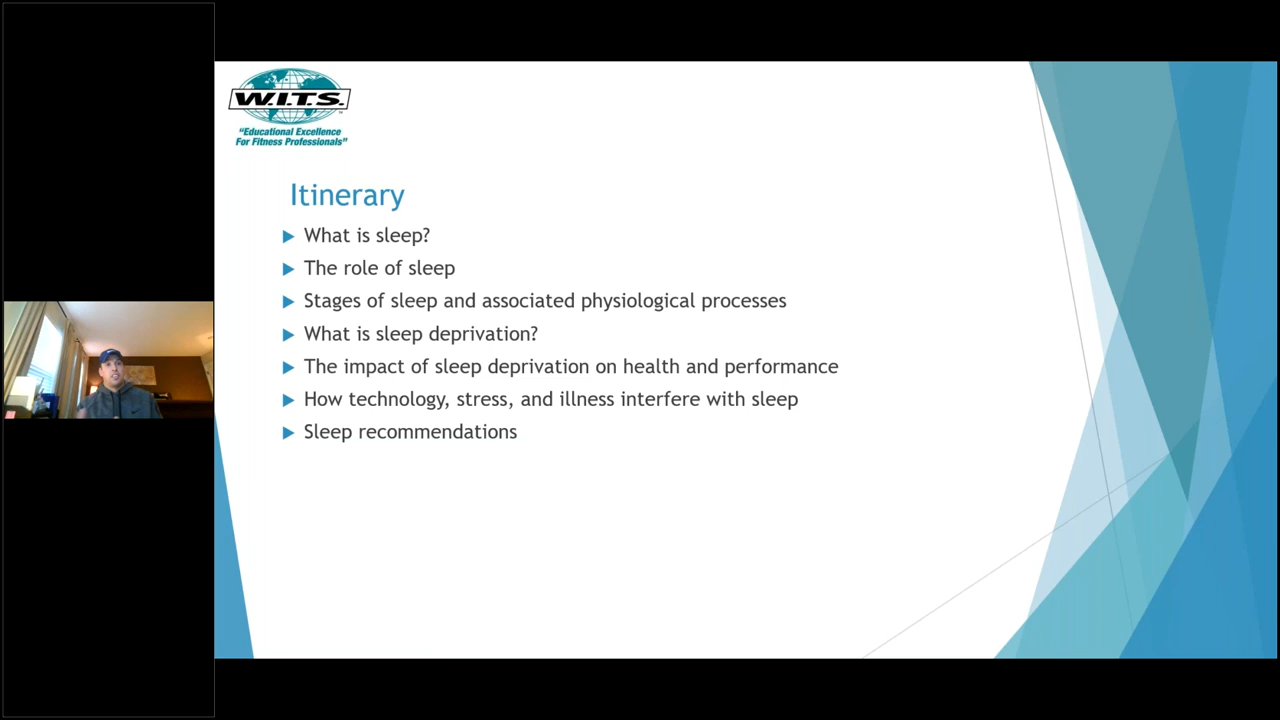 W.I.T.S.
"Educational Excellence
For Fitness Professionals"
Itinerary
What is sleep?
The role of sleep
Stages of sleep and associated physiological processes
What is sleep deprivation?
The impact of sleep deprivation on health and performance
How technology, stress, and illness interfere with sleep
Sleep recommendations